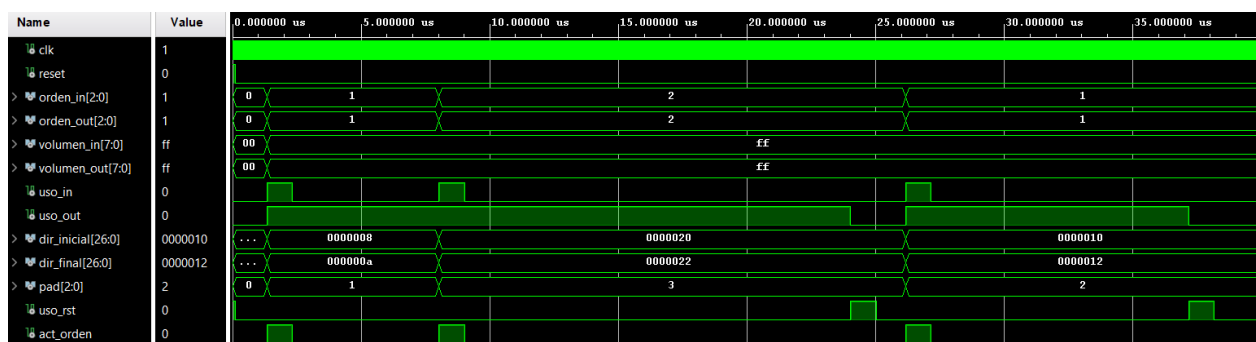 Name Value 0.000000 us 5.000000 us 10.000000 us 15.000000 us 20.000000 us 25.000000 us 30.000000 us 35.000000 us
clk 1
reset 0
> orden_in[2:0] 1 0 1 2 1
> orden_out[2:0] 1 0 1 2 1
> volumen_in[7:0] ff 00 ff
> volumen_out[7:0] ff 00 ff
uso_in 0
uso_out 0
> dir_inicial[26:0] 0000010 ... 0000008 0000020 0000010
> dir_final[26:0] 0000012 ... 000000a 0000022 0000012
> pad[2:0] 2 0 1 3 2
uso_rst 0
act_orden 0